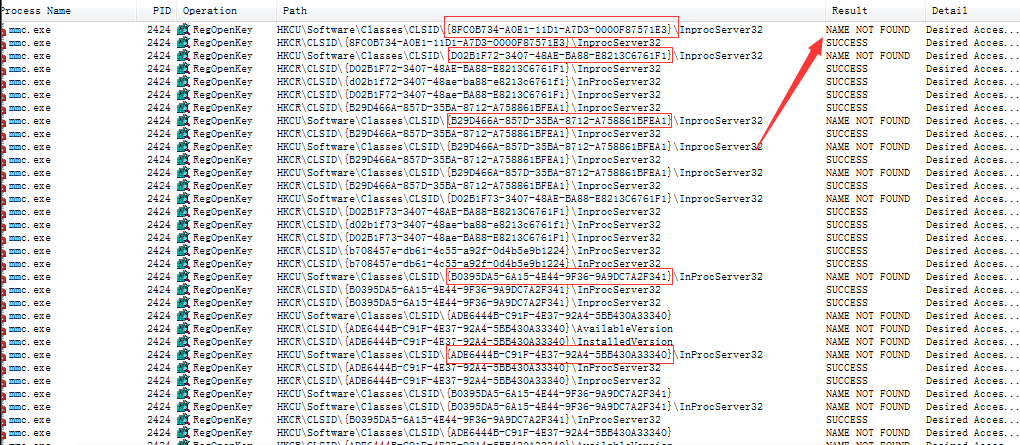 Process Name PID Operation Path Result Detail
mmc.exe 2424 RegOpenKey HKCU\Software\Classes\CLSID\{8FC0B734-A0E1-11D1-A7D3-0000F87571E3}\InprocServer32 NAME NOT FOUND Desired Acces...
mmc.exe 2424 RegOpenKey HKCR\CLSID\{8FC0B734-A0E1-11D1-A7D3-0000F87571E3}\InprocServer32 SUCCESS Desired Acces...
mmc.exe 2424 RegOpenKey HKCU\Software\Classes\CLSID\{D02B1F72-3407-48AE-BA88-E8213C6761F1}\InprocServer32 NAME NOT FOUND Desired Acces...
mmc.exe 2424 RegOpenKey HKCR\CLSID\{D02B1F72-3407-48AE-BA88-E8213C6761F1}\InprocServer32 SUCCESS Desired Acces...
mmc.exe 2424 RegOpenKey HKCR\CLSID\{d02b1f72-3407-48ae-ba88-e8213c6761f1}\InprocServer32 SUCCESS Desired Acces...
mmc.exe 2424 RegOpenKey HKCR\CLSID\{D02B1F72-3407-48AE-BA88-E8213C6761F1}\InprocServer32 SUCCESS Desired Acces...
mmc.exe 2424 RegOpenKey HKCR\CLSID\{B29D466A-857D-35BA-8712-A758861BFEA1}\InprocServer32 SUCCESS Desired Acces...
mmc.exe 2424 RegOpenKey HKCU\Software\Classes\CLSID\{B29D466A-857D-35BA-8712-A758861BFEA1}\InprocServer32 NAME NOT FOUND Desired Acces...
mmc.exe 2424 RegOpenKey HKCR\CLSID\{B29D466A-857D-35BA-8712-A758861BFEA1}\InprocServer32 SUCCESS Desired Acces...
mmc.exe 2424 RegOpenKey HKCU\Software\Classes\CLSID\{B29D466A-857D-35BA-8712-A758861BFEA1}\InprocServer32 NAME NOT FOUND Desired Acces...
mmc.exe 2424 RegOpenKey HKCR\CLSID\{B29D466A-857D-35BA-8712-A758861BFEA1}\InprocServer32 SUCCESS Desired Acces...
mmc.exe 2424 RegOpenKey HKCU\Software\Classes\CLSID\{B29D466A-857D-35BA-8712-A758861BFEA1}\InprocServer32 NAME NOT FOUND Desired Acces...
mmc.exe 2424 RegOpenKey HKCR\CLSID\{B29D466A-857D-35BA-8712-A758861BFEA1}\InprocServer32 SUCCESS Desired Acces...
mmc.exe 2424 RegOpenKey HKCU\Software\Classes\CLSID\{D02B1F73-3407-48AE-BA88-E8213C6761F1}\InprocServer32 NAME NOT FOUND Desired Acces...
mmc.exe 2424 RegOpenKey HKCR\CLSID\{D02B1F73-3407-48AE-BA88-E8213C6761F1}\InprocServer32 SUCCESS Desired Acces...
mmc.exe 2424 RegOpenKey HKCR\CLSID\{d02b1f73-3407-48ae-ba88-e8213c6761f1}\InprocServer32 SUCCESS Desired Acces...
mmc.exe 2424 RegOpenKey HKCR\CLSID\{D02B1F73-3407-48AE-BA88-E8213C6761F1}\InprocServer32 SUCCESS Desired Acces...
mmc.exe 2424 RegOpenKey HKCR\CLSID\{b708457e-db61-4c55-a92f-0d4b5e9b1224}\InprocServer32 SUCCESS Desired Acces...
mmc.exe 2424 RegOpenKey HKCR\CLSID\{b708457e-db61-4c55-a92f-0d4b5e9b1224}\InprocServer32 SUCCESS Desired Acces...
mmc.exe 2424 RegOpenKey HKCU\Software\Classes\CLSID\{B0395DA5-6A15-4E44-9F36-9A9DC7A2F341}\InProcServer32 NAME NOT FOUND Desired Acces...
mmc.exe 2424 RegOpenKey HKCR\CLSID\{B0395DA5-6A15-4E44-9F36-9A9DC7A2F341}\InProcServer32 SUCCESS Desired Acces...
mmc.exe 2424 RegOpenKey HKCR\CLSID\{B0395DA5-6A15-4E44-9F36-9A9DC7A2F341}\InProcServer32 SUCCESS Desired Acces...
mmc.exe 2424 RegOpenKey HKCU\Software\Classes\CLSID\{ADE6444B-C91F-4E37-92A4-5BB430A33340} NAME NOT FOUND Desired Acces...
mmc.exe 2424 RegOpenKey HKCR\CLSID\{ADE6444B-C91F-4E37-92A4-5BB430A33340}\AvailableVersion NAME NOT FOUND Desired Acces...
mmc.exe 2424 RegOpenKey HKCR\CLSID\{ADE6444B-C91F-4E37-92A4-5BB430A33340}\InstalledVersion NAME NOT FOUND Desired Acces...
mmc.exe 2424 RegOpenKey HKCU\Software\Classes\CLSID\{ADE6444B-C91F-4E37-92A4-5BB430A33340}\InProcServer32 NAME NOT FOUND Desired Acces...
mmc.exe 2424 RegOpenKey HKCR\CLSID\{ADE6444B-C91F-4E37-92A4-5BB430A33340}\InProcServer32 SUCCESS Desired Acces...
mmc.exe 2424 RegOpenKey HKCR\CLSID\{ADE6444B-C91F-4E37-92A4-5BB430A33340}\InProcServer32 SUCCESS Desired Acces...
mmc.exe 2424 RegOpenKey HKCU\Software\Classes\CLSID\{B0395DA5-6A15-4E44-9F36-9A9DC7A2F341} NAME NOT FOUND Desired Acces...
mmc.exe 2424 RegOpenKey HKCU\Software\Classes\CLSID\{B0395DA5-6A15-4E44-9F36-9A9DC7A2F341}\InProcServer32 NAME NOT FOUND Desired Acces...
mmc.exe 2424 RegOpenKey HKCR\CLSID\{B0395DA5-6A15-4E44-9F36-9A9DC7A2F341}\InProcServer32 SUCCESS Desired Acces...
mmc.exe 2424 RegOpenKey HKCU\Software\Classes\CLSID\{ADE6444B-C91F-4E37-92A4-5BB430A33340} NAME NOT FOUND Desired Acces...